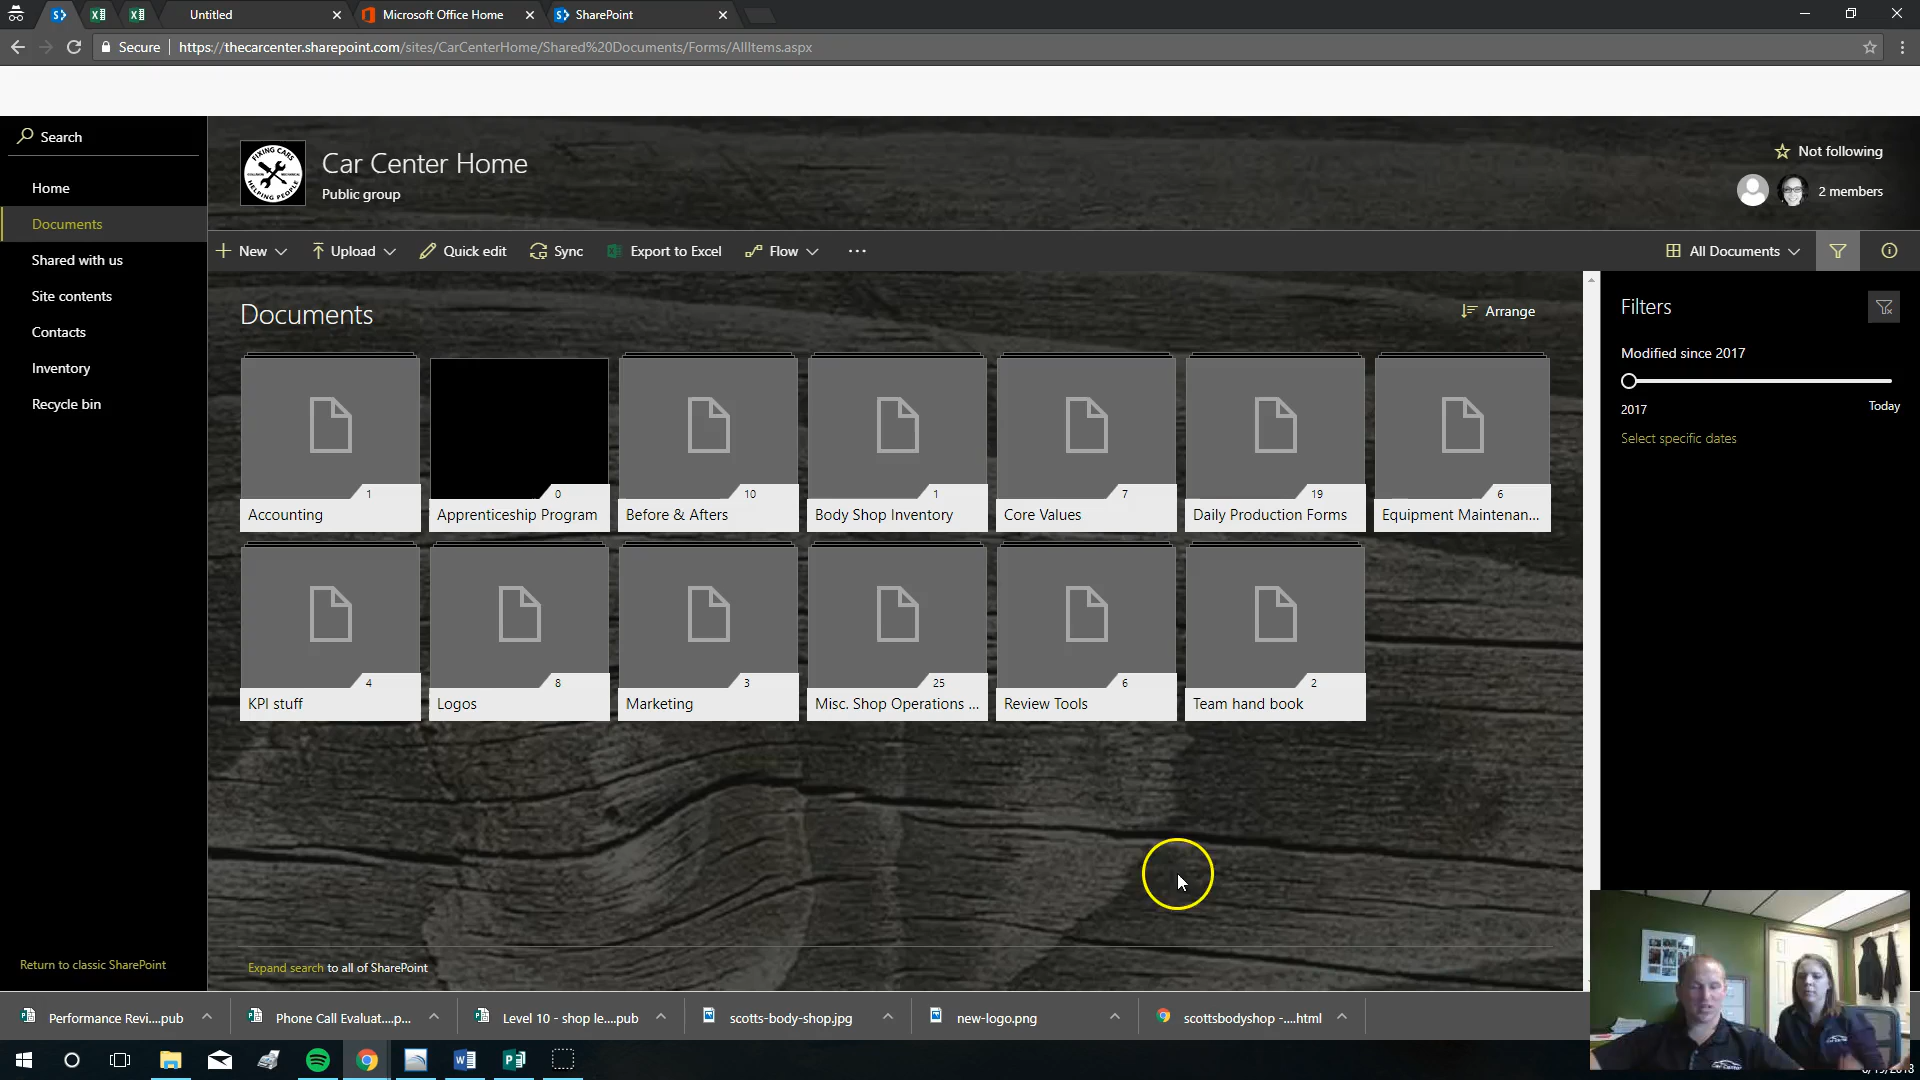 Untitled
Microsoft Office Home
SharePoint
Secure https://thecarcenter.sharepoint.com/sites/CarCenterHome/Shared%20Documents/Forms/AllItems.aspx
Search
FIXING CARS
HELPING PEOPLE
Car Center Home
Public group
Not following
2 members
Home
Documents
Shared with us
Site contents
Contacts
Inventory
Recycle bin
New
Upload
Quick edit
Sync
Export to Excel
Flow
All Documents
Documents
Arrange
Filters
Modified since 2017
2017
Today
Select specific dates
1
0
10
1
7
19
6
Accounting
Apprenticeship Program
Before & Afters
Body Shop Inventory
Core Values
Daily Production Forms
Equipment Maintenan...
4
8
3
25
6
2
KPI stuff
Logos
Marketing
Misc. Shop Operations ...
Review Tools
Team hand book
Return to classic SharePoint
Expand search to all of SharePoint
Performance Revi....pub
Phone Call Evaluat....p...
Level 10 - shop le....pub
scotts-body-shop.jpg
new-logo.png
scottsbodyshop -....html